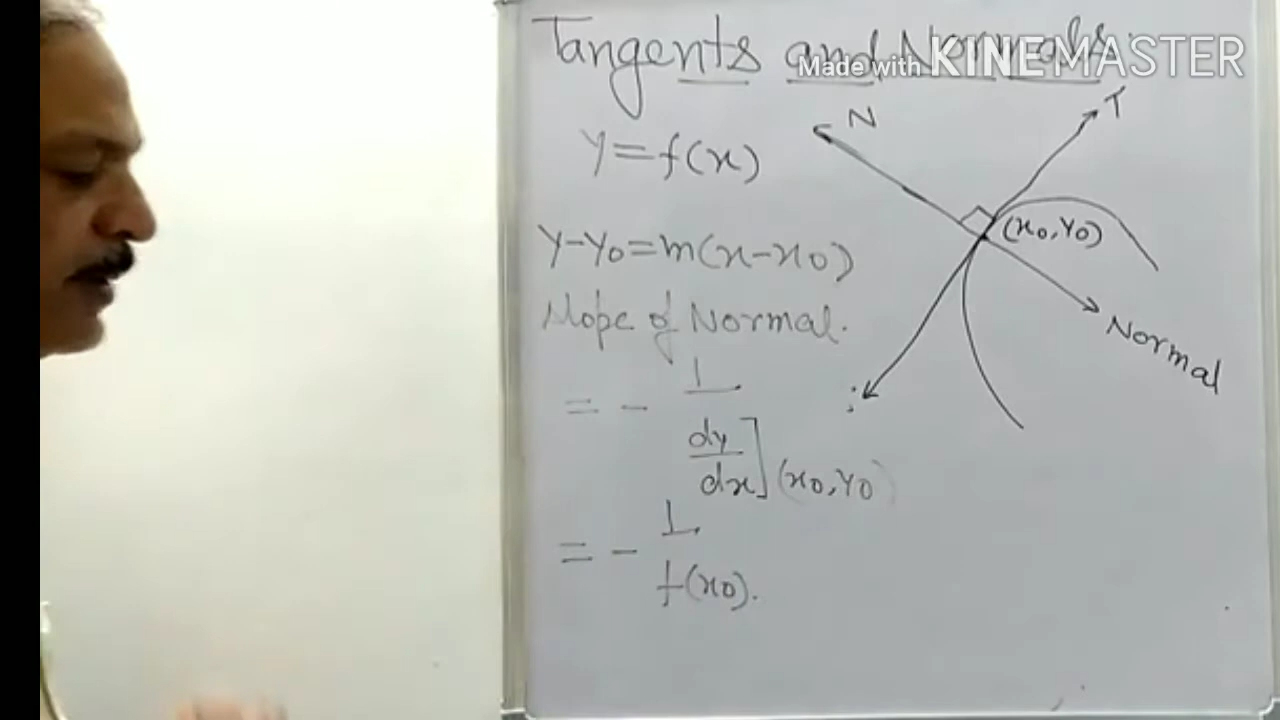 Tangents and Normals
Made with KINEMASTER
N
T
y=f(x)
(x0,y0)
y-y0=m(x-x0)
Slope of Normal.
Normal
= - 1
dy
dx](x0,y0)
= - 1
f(x0).